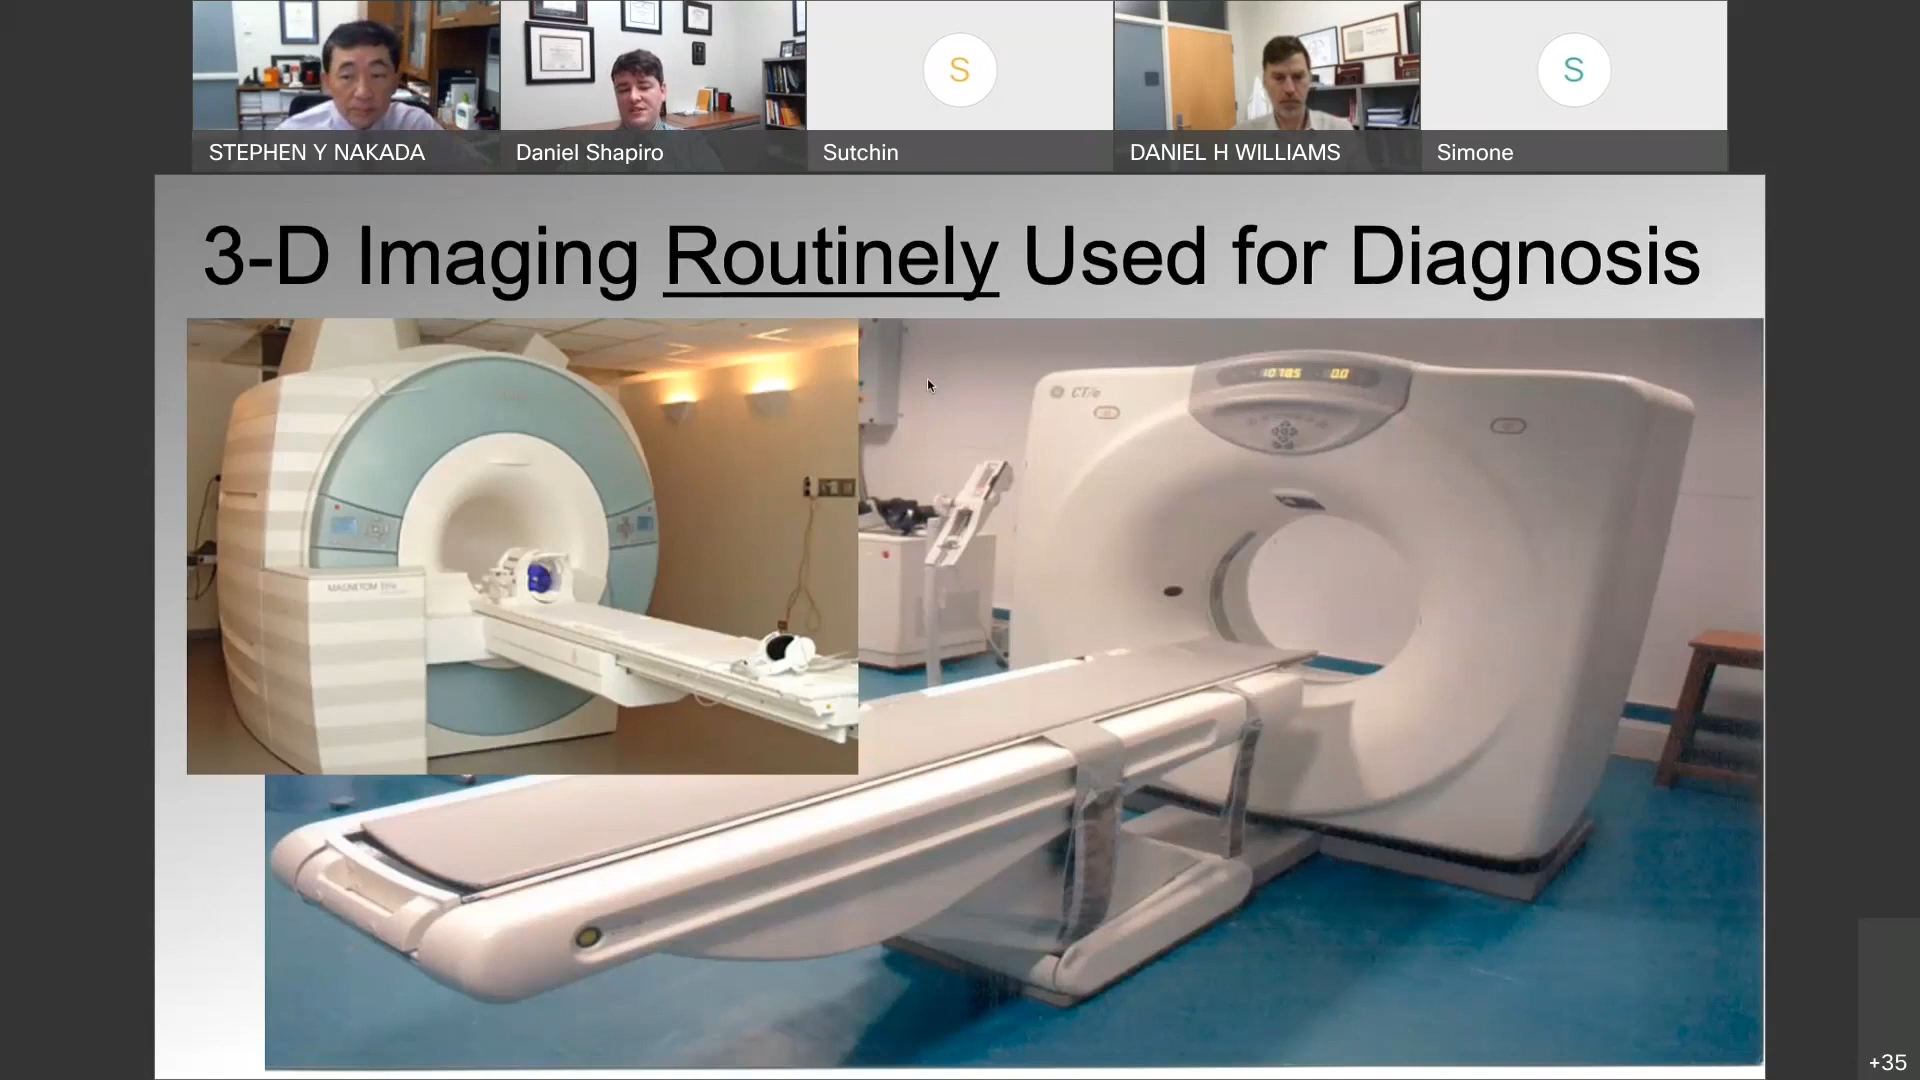 S
S
STEPHEN Y NAKADA
Daniel Shapiro
Sutchin
DANIEL H WILLIAMS
Simone
3-D Imaging Routinely Used for Diagnosis
CT/e
MAGNETOM
+35